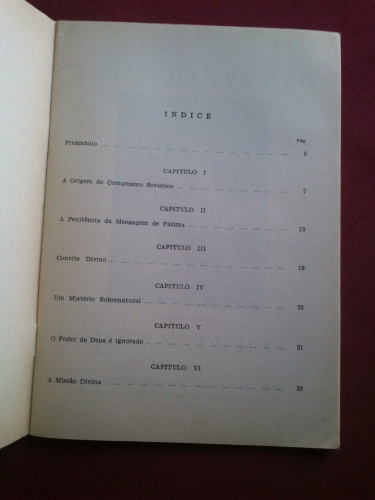 INDICE
Pág.
Preâmbulo ... ... ... ... ... ... ... ... ... ... ... ... 5
CAPITULO I
A Origem do Comunismo Soviético ... ... ... ... ... ... ... 7
CAPITULO II
A Penitência da Mensagem de Fátima ... ... ... ... ... ... 13
CAPITULO III
Convite Divino ... ... ... ... ... ... ... ... ... ... ... 19
CAPITULO IV
Um Mistério Sobrenatural ... ... ... ... ... ... ... ... ... 25
CAPITULO V
O Poder de Deus é ignorado ... ... ... ... ... ... ... ... 31
CAPITULO VI
A Missão Divina ... ... ... ... ... ... ... ... ... ... ... 39